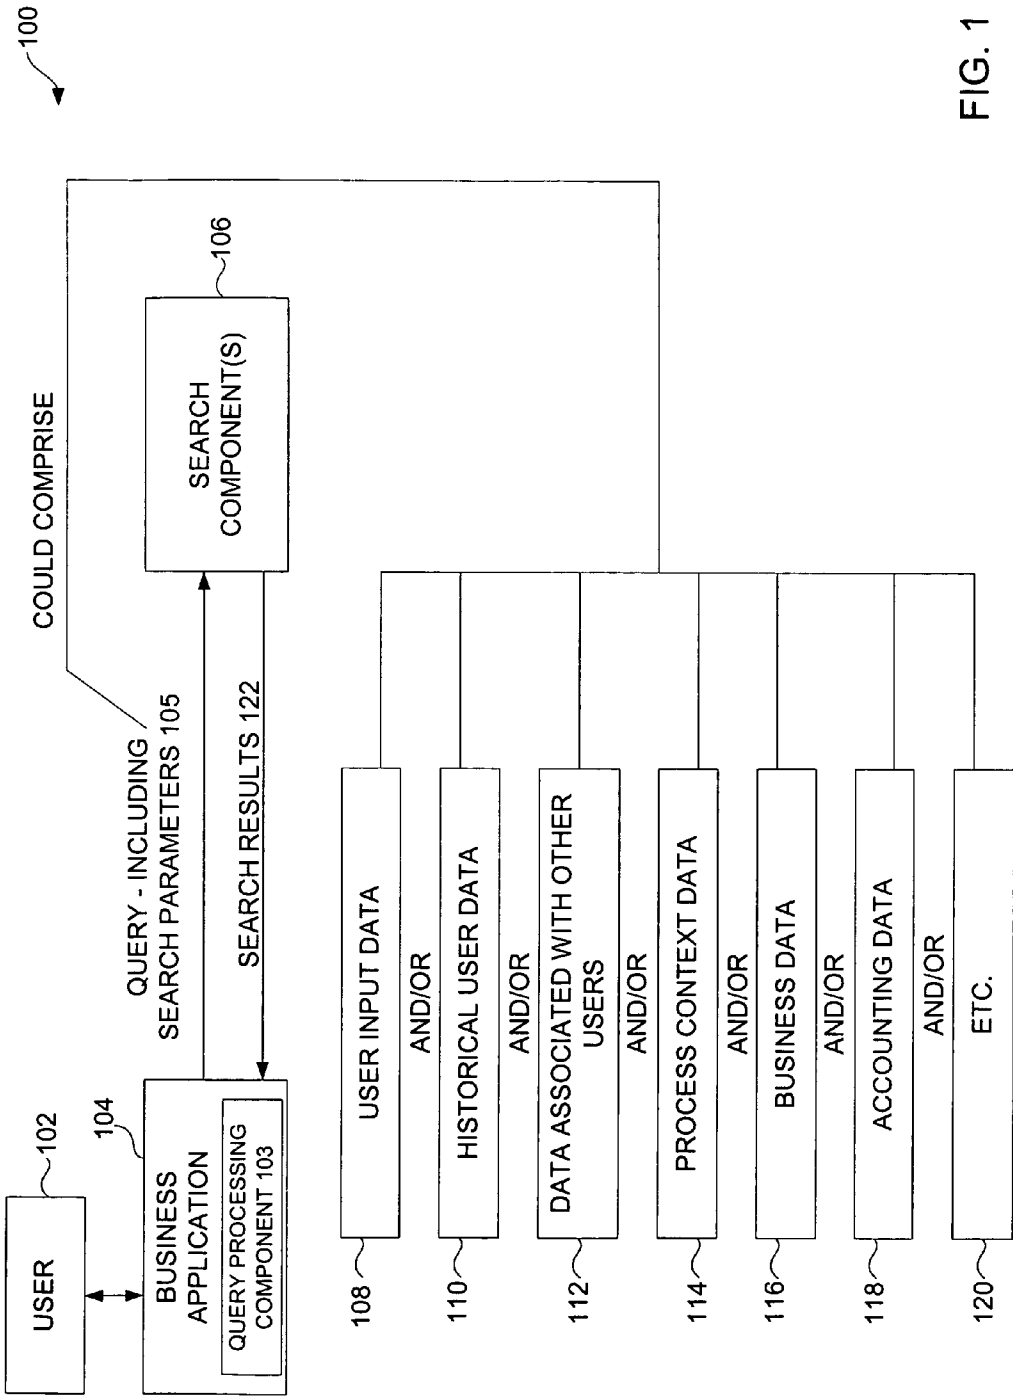 100
USER
102
BUSINESS
APPLICATION
104
QUERY PROCESSING
COMPONENT 103
QUERY - INCLUDING
SEARCH PARAMETERS 105
COULD COMPRISE
SEARCH RESULTS 122
SEARCH
COMPONENT(S)
106
108
USER INPUT DATA
AND/OR
110
HISTORICAL USER DATA
AND/OR
112
DATA ASSOCIATED WITH OTHER
USERS
AND/OR
114
PROCESS CONTEXT DATA
AND/OR
116
BUSINESS DATA
AND/OR
118
ACCOUNTING DATA
AND/OR
120
ETC.
FIG. 1